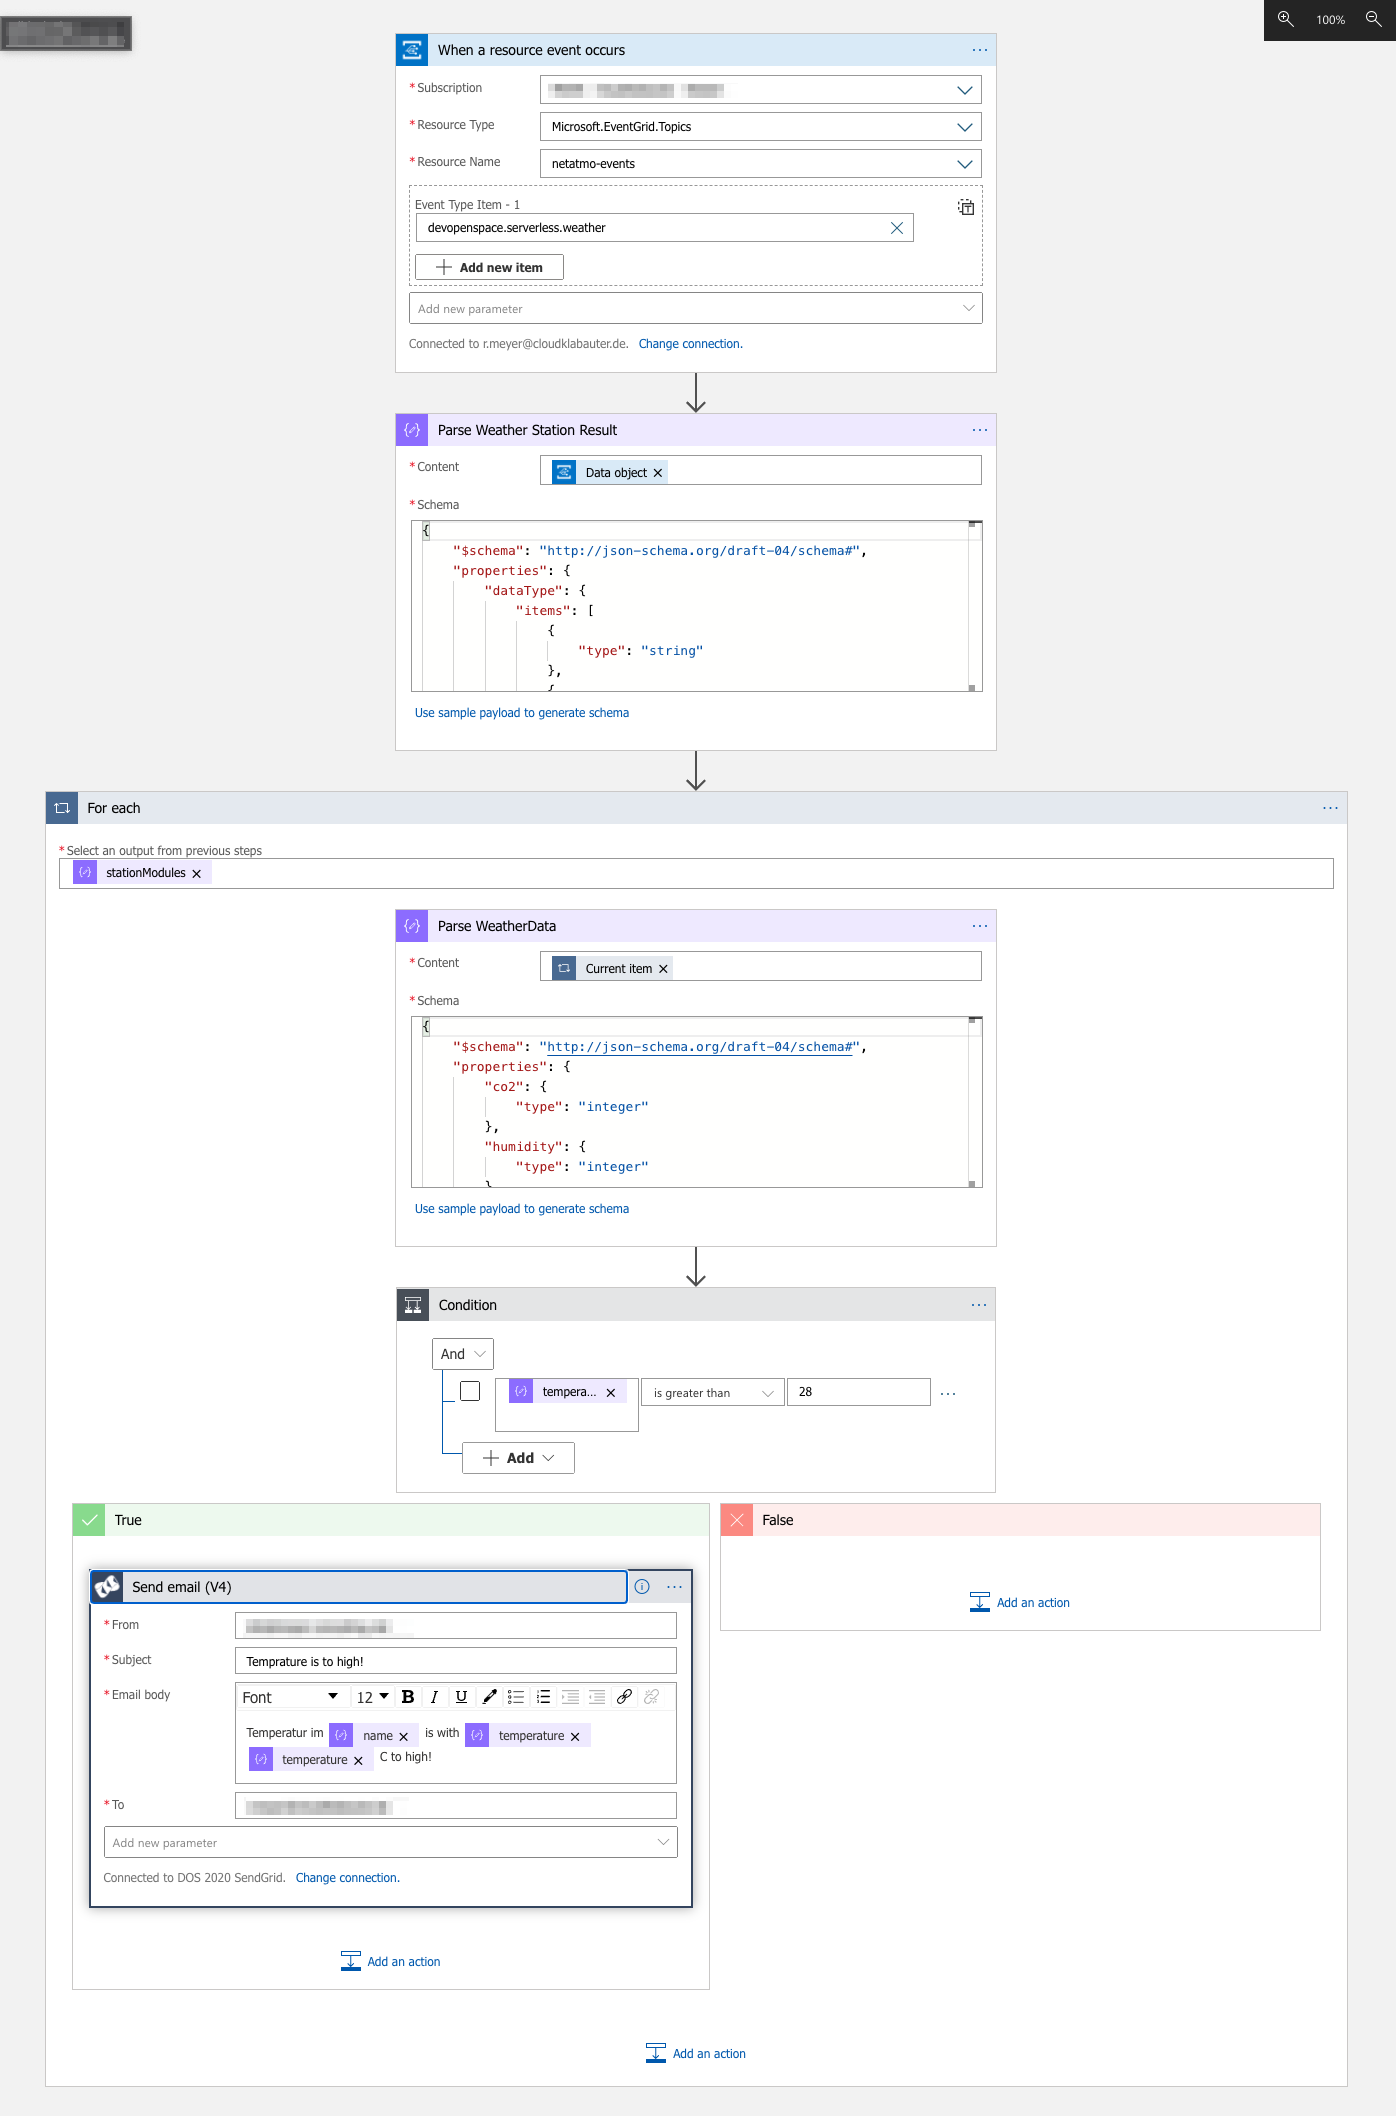 100%
When a resource event occurs
* Subscription
* Resource Type
Microsoft.EventGrid.Topics
* Resource Name
netatmo-events
Event Type Item - 1
devopenspace.serverless.weather
Add new item
Add new parameter
Connected to r.meyer@cloudklabauter.de. Change connection.
Parse Weather Station Result
* Content
Data object
* Schema
{
"$schema": "http://json-schema.org/draft-04/schema#",
"properties": {
"dataType": {
"items": [
{
"type": "string"
},
{
Use sample payload to generate schema
For each
* Select an output from previous steps
stationModules
Parse WeatherData
* Content
Current item
* Schema
{
"$schema": "http://json-schema.org/draft-04/schema#",
"properties": {
"co2": {
"type": "integer"
},
"humidity": {
"type": "integer"
}
Use sample payload to generate schema
Condition
And
tempera... is greater than 28
Add
True
False
Add an action
Send email (V4)
* From
* Subject
Temprature is to high!
* Email body
Font 12 B I U
Temperatur im name is with temperature
temperature C to high!
* To
Add new parameter
Connected to DOS 2020 SendGrid. Change connection.
Add an action
Add an action